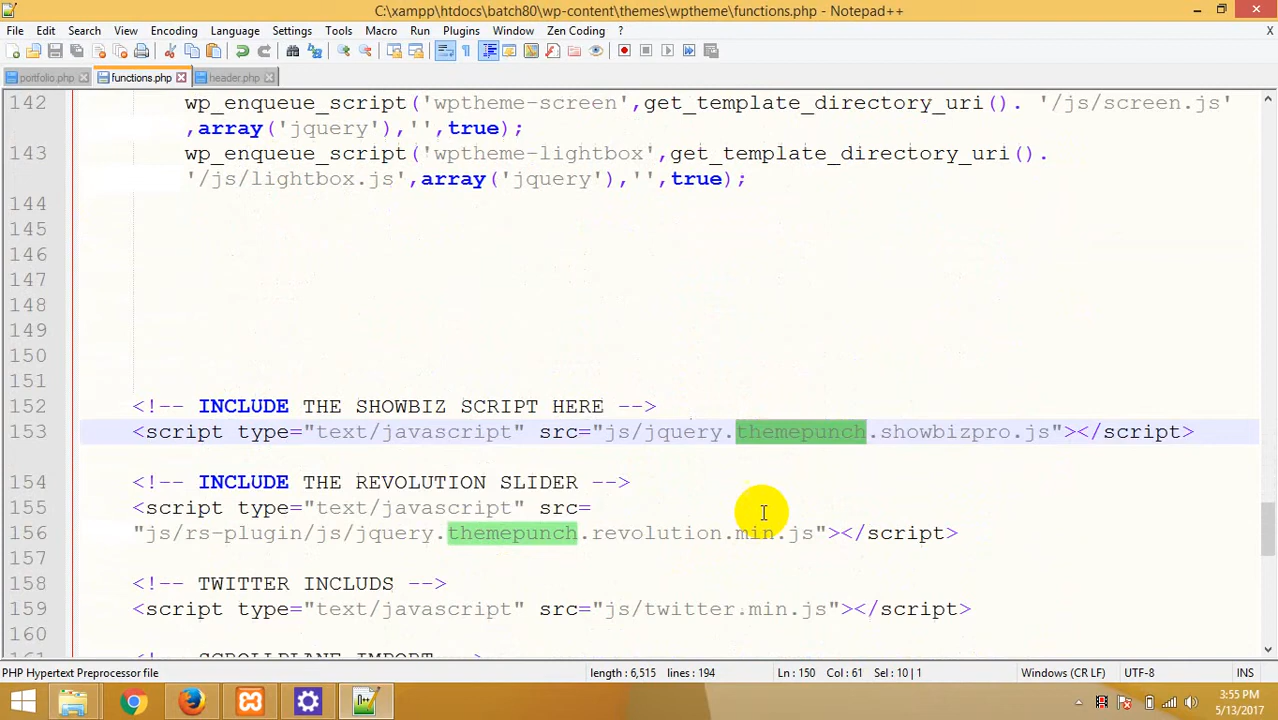 C:\xampp\htdocs\batch80\wp-content\themes\wptheme\functions.php - Notepad++
File Edit Search View Encoding Language Settings Tools Macro Run Plugins Window Zen Coding ? X
portfolio.php functions.php header.php
142 wp_enqueue_script('wptheme-screen',get_template_directory_uri(). '/js/screen.js'
,array('jquery'),'',true);
143 wp_enqueue_script('wptheme-lightbox',get_template_directory_uri().
'/js/lightbox.js',array('jquery'),'',true);
144
145
146
147
148
149
150
151
152 <!-- INCLUDE THE SHOWBIZ SCRIPT HERE -->
153 <script type="text/javascript" src="js/jquery.themepunch.showbizpro.js"></script>
154 <!-- INCLUDE THE REVOLUTION SLIDER -->
155 <script type="text/javascript" src=
156 "js/rs-plugin/js/jquery.themepunch.revolution.min.js"></script>
157
158 <!-- TWITTER INCLUDS -->
159 <script type="text/javascript" src="js/twitter.min.js"></script>
160
161 <!-- SCROLLPLANE IMPORT -->
PHP Hypertext Preprocessor file length : 6,515 lines : 194 Ln : 150 Col : 61 Sel : 10 | 1 Windows (CR LF) UTF-8 INS
3:55 PM
5/13/2017